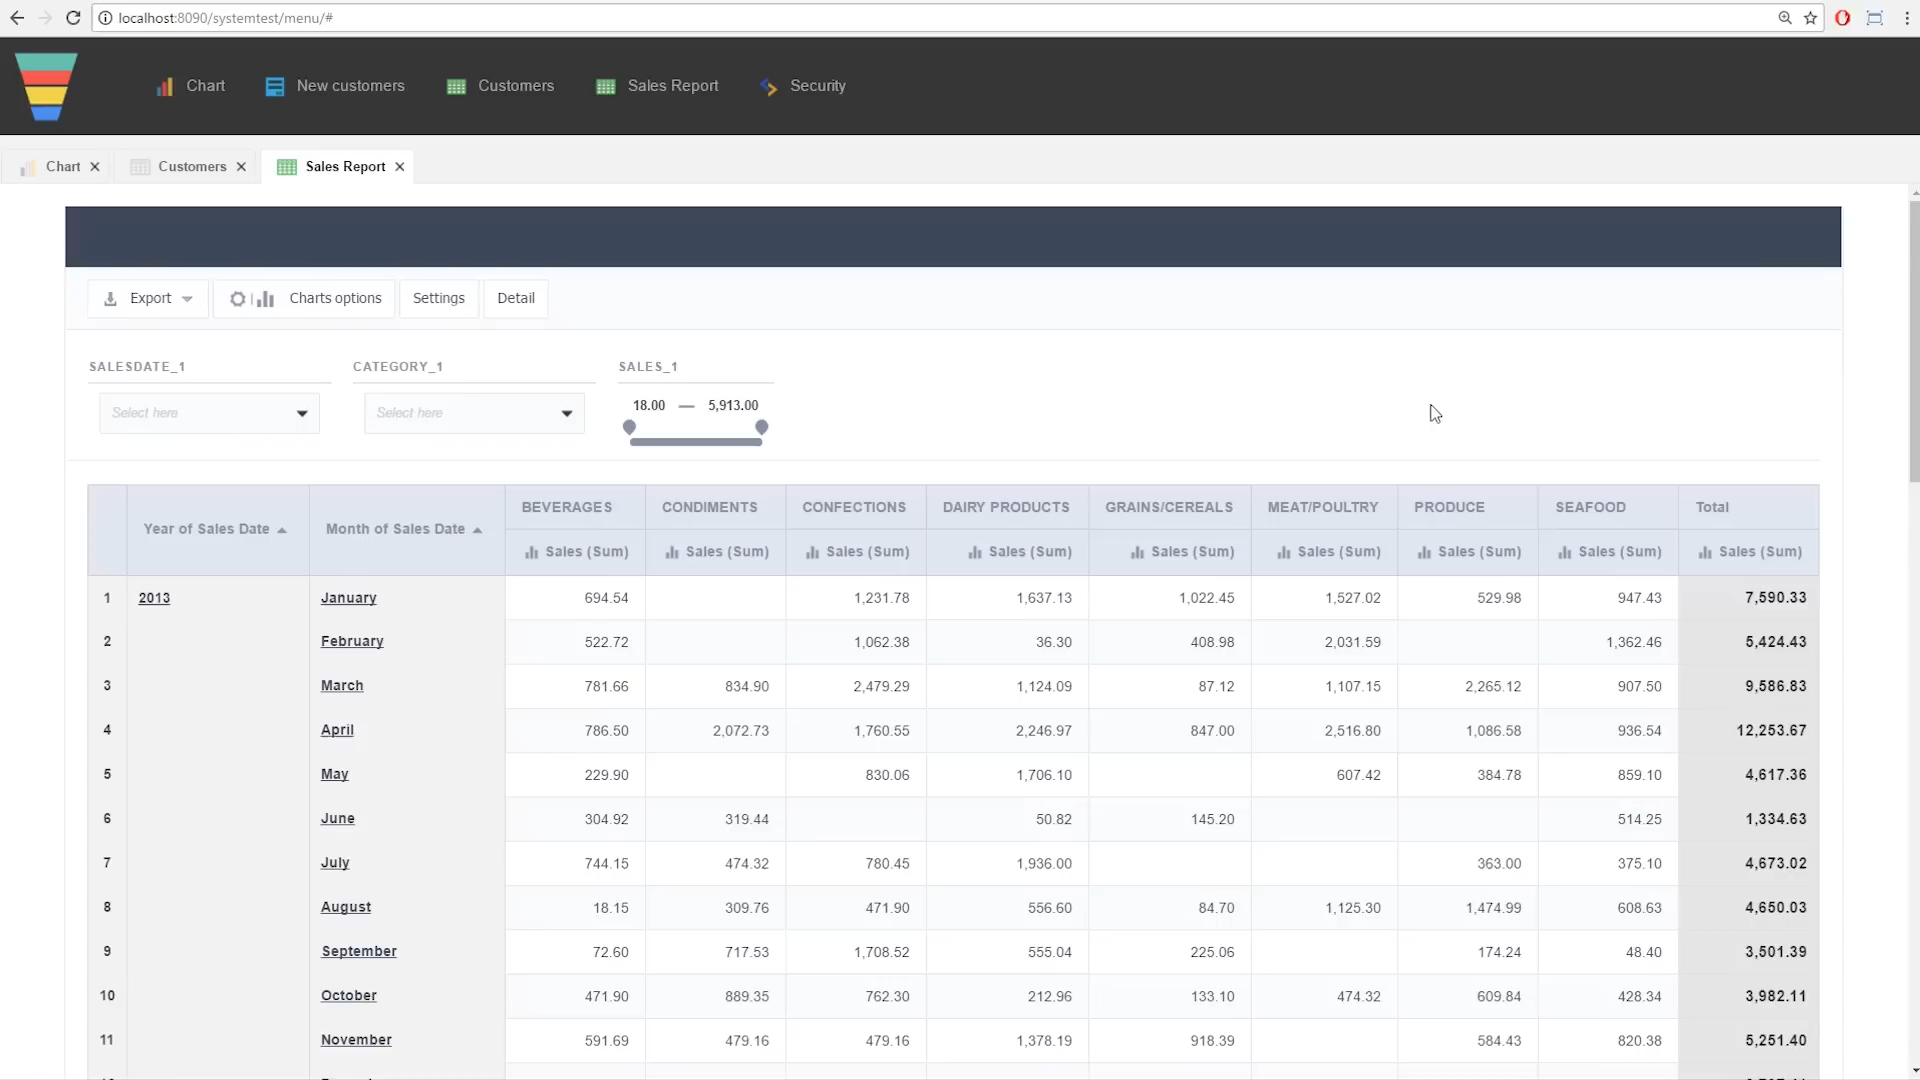 localhost:8090/systemtest/menu/#
Chart New customers Customers Sales Report Security
Chart Customers Sales Report
Export Charts options Settings Detail
SALESDATE_1 CATEGORY_1 SALES_1
Select here Select here 18.00 — 5,913.00
BEVERAGES CONDIMENTS CONFECTIONS DAIRY PRODUCTS GRAINS/CEREALS MEAT/POULTRY PRODUCE SEAFOOD Total
Year of Sales Date Month of Sales Date
Sales (Sum) Sales (Sum) Sales (Sum) Sales (Sum) Sales (Sum) Sales (Sum) Sales (Sum) Sales (Sum) Sales (Sum)
1 2013 January 694.54 1,231.78 1,637.13 1,022.45 1,527.02 529.98 947.43 7,590.33
2 February 522.72 1,062.38 36.30 408.98 2,031.59 1,362.46 5,424.43
3 March 781.66 834.90 2,479.29 1,124.09 87.12 1,107.15 2,265.12 907.50 9,586.83
4 April 786.50 2,072.73 1,760.55 2,246.97 847.00 2,516.80 1,086.58 936.54 12,253.67
5 May 229.90 830.06 1,706.10 607.42 384.78 859.10 4,617.36
6 June 304.92 319.44 50.82 145.20 514.25 1,334.63
7 July 744.15 474.32 780.45 1,936.00 363.00 375.10 4,673.02
8 August 18.15 309.76 471.90 556.60 84.70 1,125.30 1,474.99 608.63 4,650.03
9 September 72.60 717.53 1,708.52 555.04 225.06 174.24 48.40 3,501.39
10 October 471.90 889.35 762.30 212.96 133.10 474.32 609.84 428.34 3,982.11
11 November 591.69 479.16 479.16 1,378.19 918.39 584.43 820.38 5,251.40